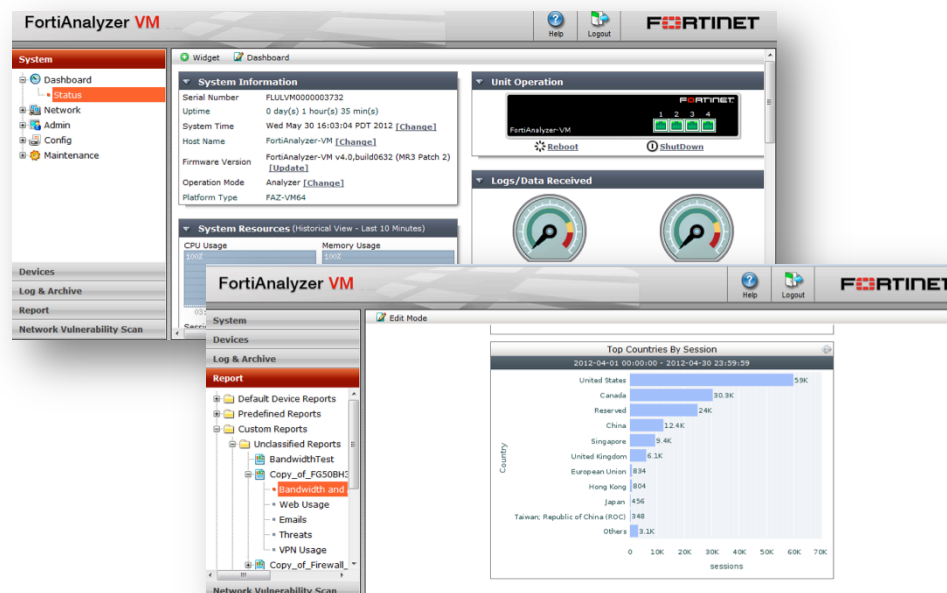 FortiAnalyzer VM
Help
Logout
FORTINET
System
Dashboard
Status
Network
Admin
Config
Maintenance
Devices
Log & Archive
Report
Network Vulnerability Scan
Widget Dashboard
System Information
Serial Number FLULVM0000003732
Uptime 0 day(s) 1 hour(s) 35 min(s)
System Time Wed May 30 16:03:04 PDT 2012 [Change]
Host Name FortiAnalyzer-VM [Change]
Firmware Version FortiAnalyzer-VM v4.0,build0632 (MR3 Patch 2)
[Update]
Operation Mode Analyzer [Change]
Platform Type FAZ-VM64
System Resources (Historical View - Last 10 Minutes)
CPU Usage Memory Usage
100% 100%
Unit Operation
FORTINET
1 2 3 4
FortiAnalyzer-VM
Reboot ShutDown
Logs/Data Received
FortiAnalyzer VM
Help
Logout
FORTINET
System
Devices
Log & Archive
Report
Default Device Reports
Predefined Reports
Custom Reports
Unclassified Reports
BandwidthTest
Copy_of_FG50BH3
Bandwidth and
Web Usage
Emails
Threats
VPN Usage
Copy_of_Firewall_
Network Vulnerability Scan
Edit Mode
Top Countries By Session
2012-04-01 00:00:00 - 2012-04-30 23:59:59
Country
United States 59K
Canada 30.3K
Reserved 24K
China 12.4K
Singapore 9.4K
United Kingdom 6.1K
European Union 834
Hong Kong 804
Japan 456
Taiwan; Republic of China (ROC) 348
Others 3.1K
0 10K 20K 30K 40K 50K 60K 70K
sessions